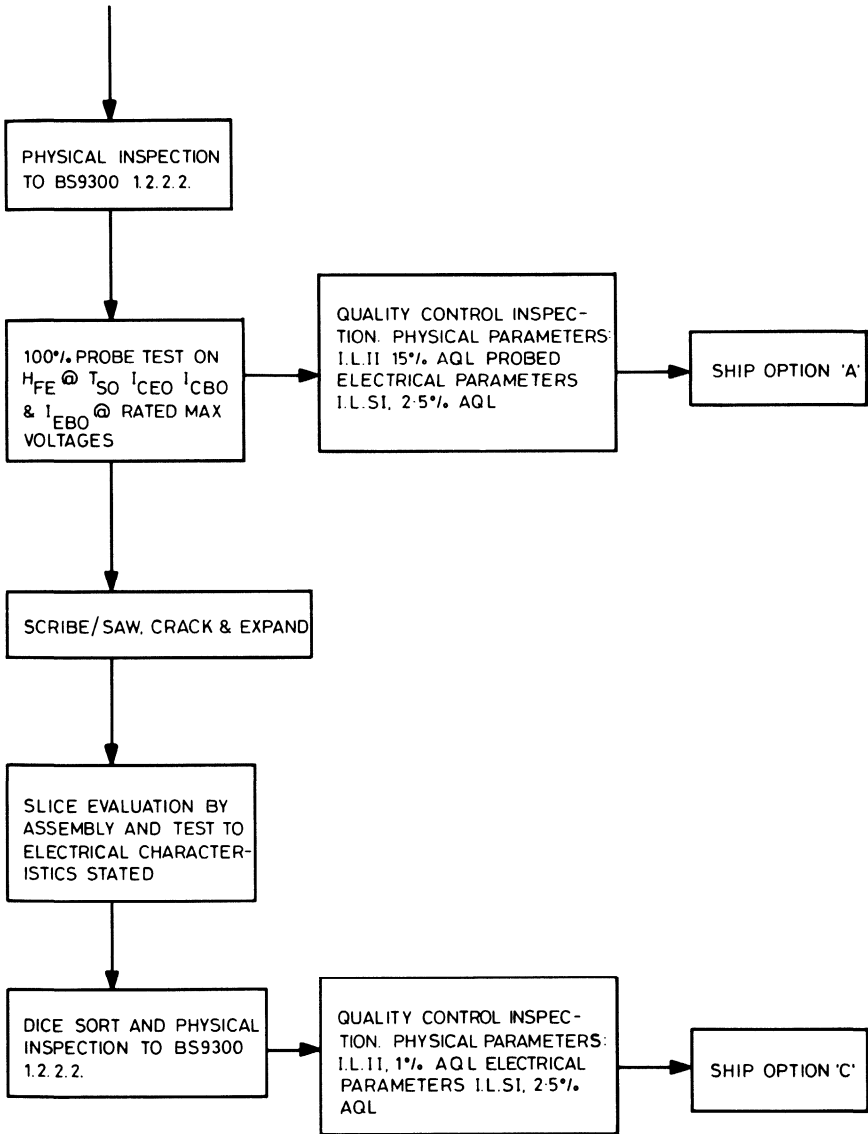 PHYSICAL INSPECTION
TO BS9300 1.2.2.2.
100% PROBE TEST ON
HFE @ TSO ICEO ICBO
& IEBO @ RATED MAX
VOLTAGES
QUALITY CONTROL INSPEC-
TION. PHYSICAL PARAMETERS:
I.L.II 15% AQL PROBED
ELECTRICAL PARAMETERS
I.L.SI, 2·5% AQL
SHIP OPTION 'A'
SCRIBE/SAW, CRACK & EXPAND
SLICE EVALUATION BY
ASSEMBLY AND TEST TO
ELECTRICAL CHARACTER-
ISTICS STATED
DICE SORT AND PHYSICAL
INSPECTION TO BS9300
1.2.2.2.
QUALITY CONTROL INSPEC-
TION. PHYSICAL PARAMETERS:
I.L.II, 1% AQL ELECTRICAL
PARAMETERS I.L.SI, 2·5%
AQL
SHIP OPTION 'C'